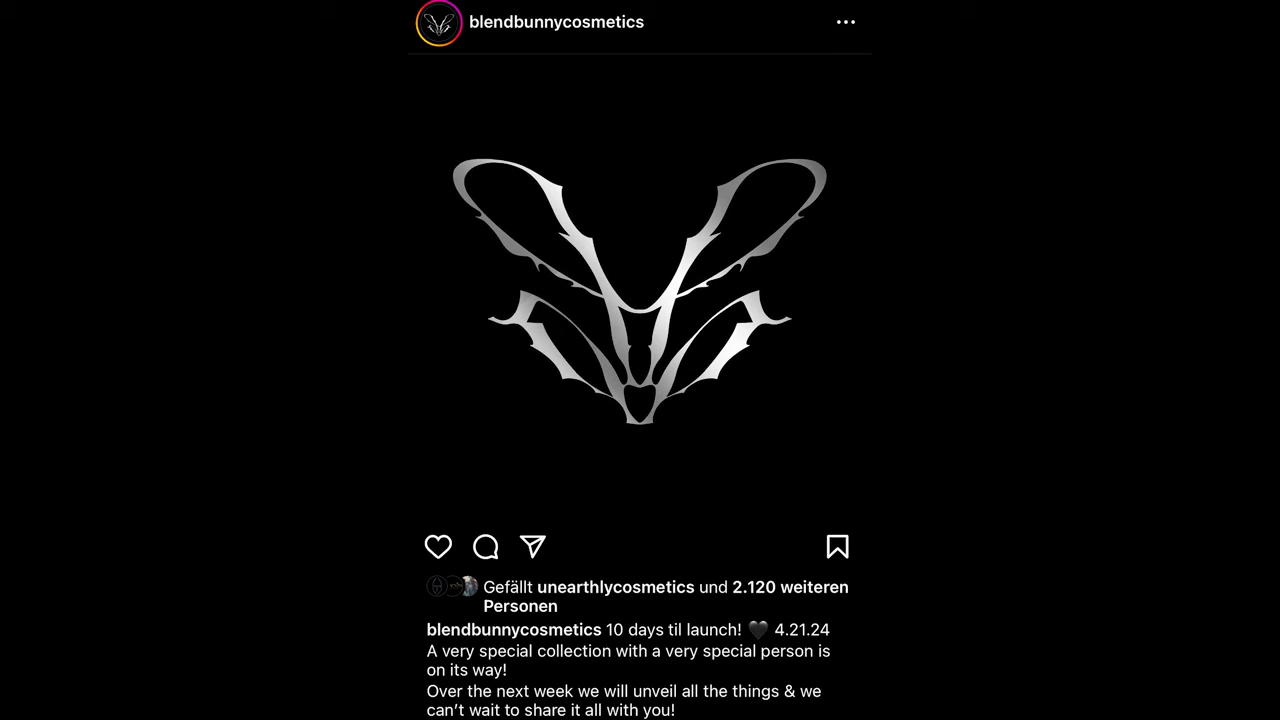 blendbunnycosmetics
Gefällt unearthlycosmetics und 2.120 weiteren
Personen
blendbunnycosmetics 10 days til launch! 🖤 4.21.24
A very special collection with a very special person is
on its way!
Over the next week we will unveil all the things & we
can’t wait to share it all with you!